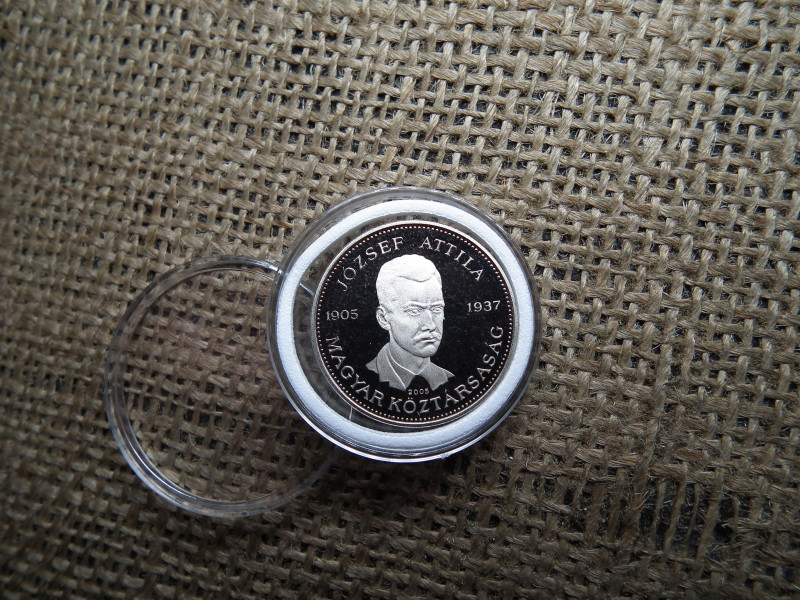 JÓZSEF ATTILA
1905
1937
2005
MAGYAR KÖZTÁRSASÁG